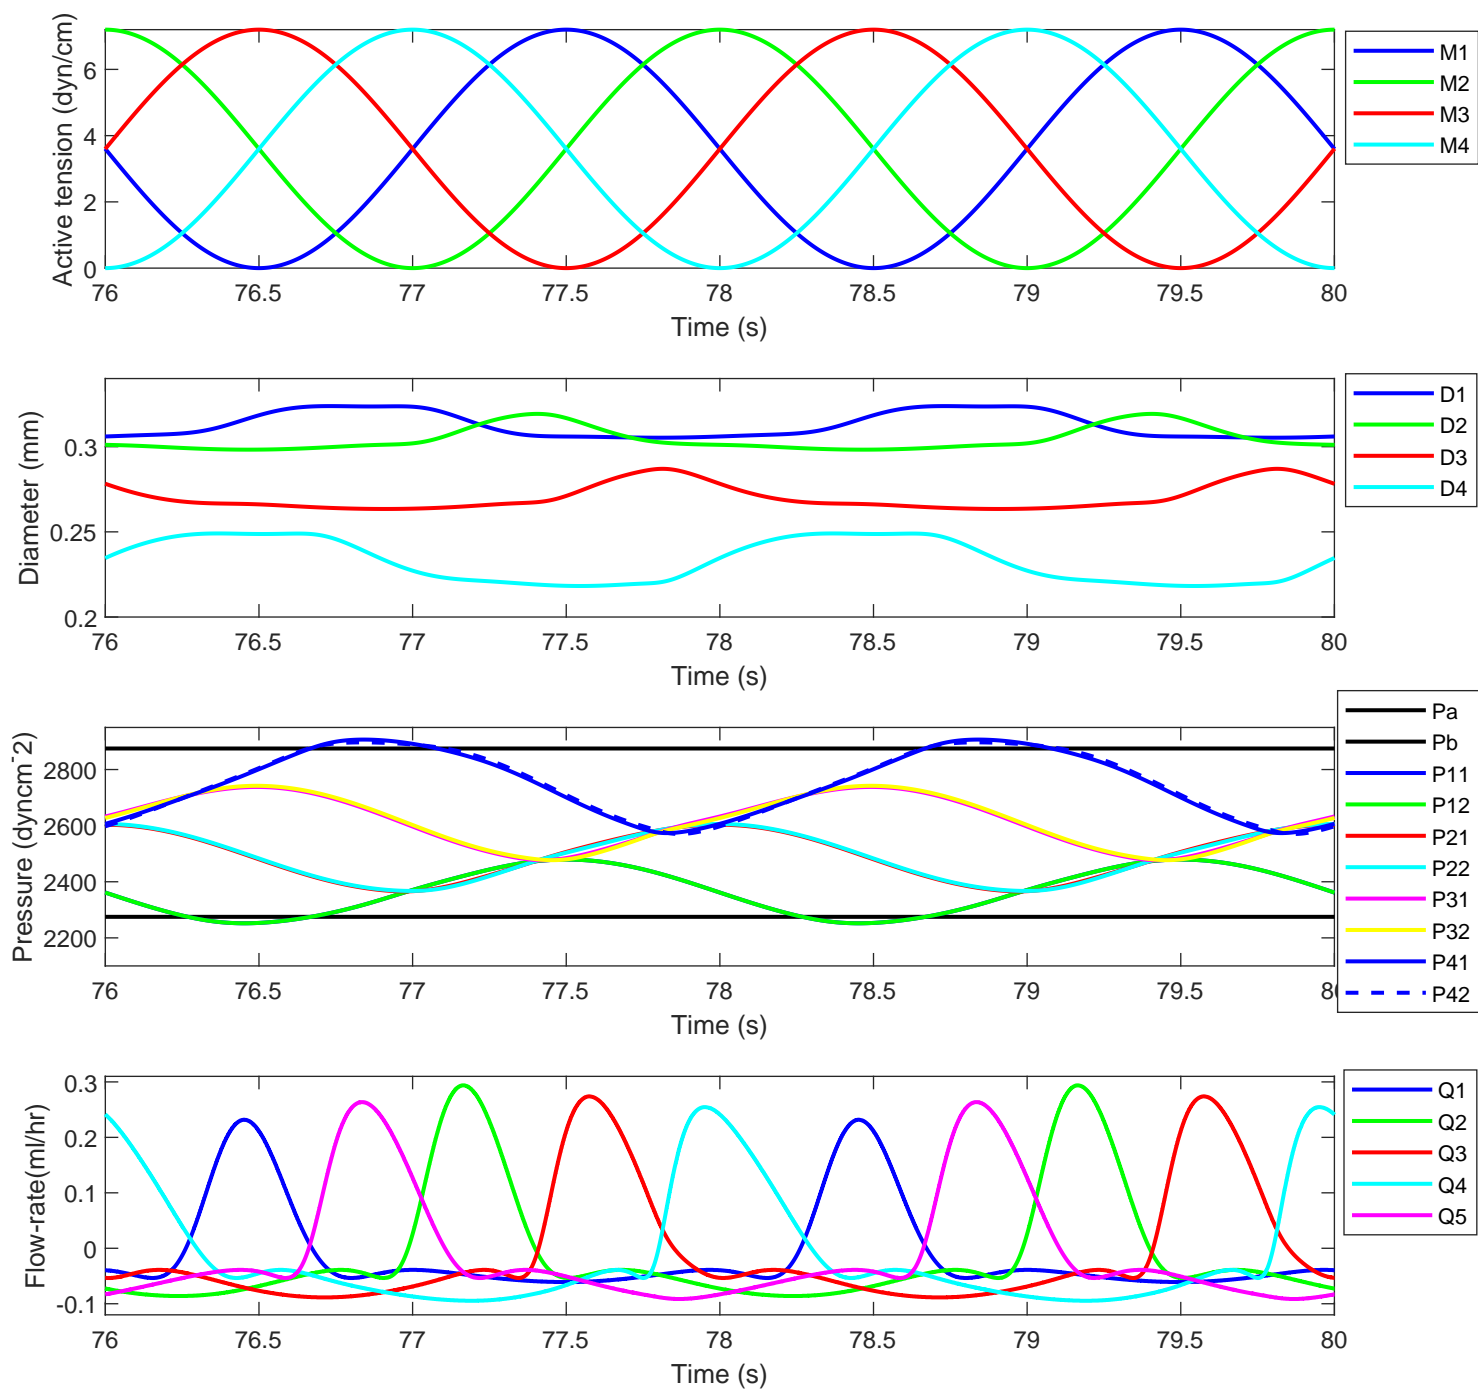 Active tension (dyn/cm)
6
4
2
0
76 76.5 77 77.5 78 78.5 79 79.5 80
Time (s)
M1
M2
M3
M4
Diameter (mm)
0.3
0.25
0.2
76 76.5 77 77.5 78 78.5 79 79.5 80
Time (s)
D1
D2
D3
D4
Pressure (dyncm-2)
2800
2600
2400
2200
76 76.5 77 77.5 78 78.5 79 79.5 8
Time (s)
Pa
Pb
P11
P12
P21
P22
P31
P32
P41
P42
Flow-rate(ml/hr)
0.3
0.2
0.1
0
-0.1
76 76.5 77 77.5 78 78.5 79 79.5 80
Time (s)
Q1
Q2
Q3
Q4
Q5